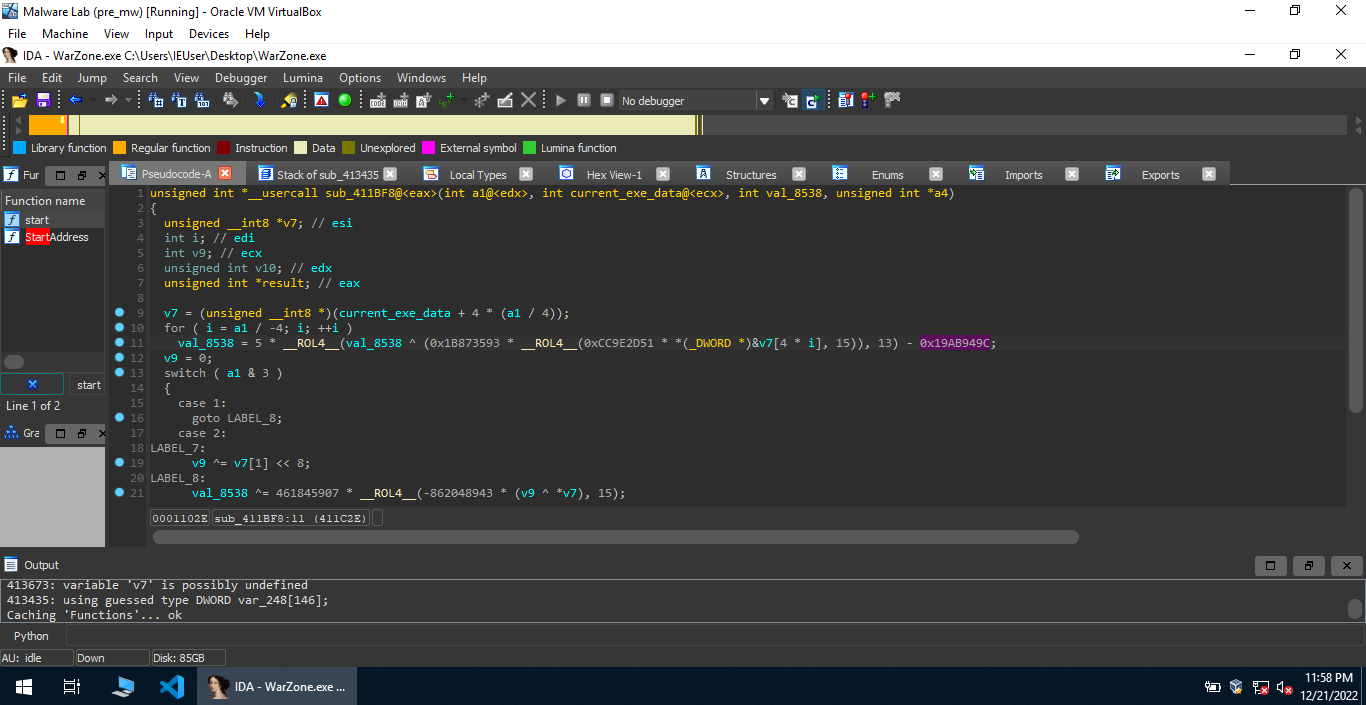 Malware Lab (pre_mw) [Running] - Oracle VM VirtualBox
File Machine View Input Devices Help
IDA - WarZone.exe C:\Users\IEUser\Desktop\WarZone.exe
File Edit Jump Search View Debugger Lumina Options Windows Help
No debugger
Library function Regular function Instruction Data Unexplored External symbol Lumina function
Fur
Pseudocode-A Stack of sub_413435 Local Types Hex View-1 Structures Enums Imports Exports
Function name
start
StartAddress
Line 1 of 2
Gra
1 unsigned int *__usercall sub_411BF8@<eax>(int a1@<edx>, int current_exe_data@<ecx>, int val_8538, unsigned int *a4)
2 {
3 unsigned __int8 *v7; // esi
4 int i; // edi
5 int v9; // ecx
6 unsigned int v10; // edx
7 unsigned int *result; // eax
8
9 v7 = (unsigned __int8 *)(current_exe_data + 4 * (a1 / 4));
10 for ( i = a1 / -4; i; ++i )
11 val_8538 = 5 * __ROL4__(val_8538 ^ (0x1B873593 * __ROL4__(0xCC9E2D51 * *(_DWORD *)&v7[4 * i], 15)), 13) - 0x19AB949C;
12 v9 = 0;
13 switch ( a1 & 3 )
14 {
15 case 1:
16 goto LABEL_8;
17 case 2:
18 LABEL_7:
19 v9 ^= v7[1] << 8;
20 LABEL_8:
21 val_8538 ^= 461845907 * __ROL4__(-862048943 * (v9 ^ *v7), 15);
start
0001102E sub_411BF8:11 (411C2E)
Output
413673: variable 'v7' is possibly undefined
413435: using guessed type DWORD var_248[146];
Caching 'Functions'... ok
Python
AU: idle Down Disk: 85GB
IDA - WarZone.exe ...
11:58 PM
12/21/2022